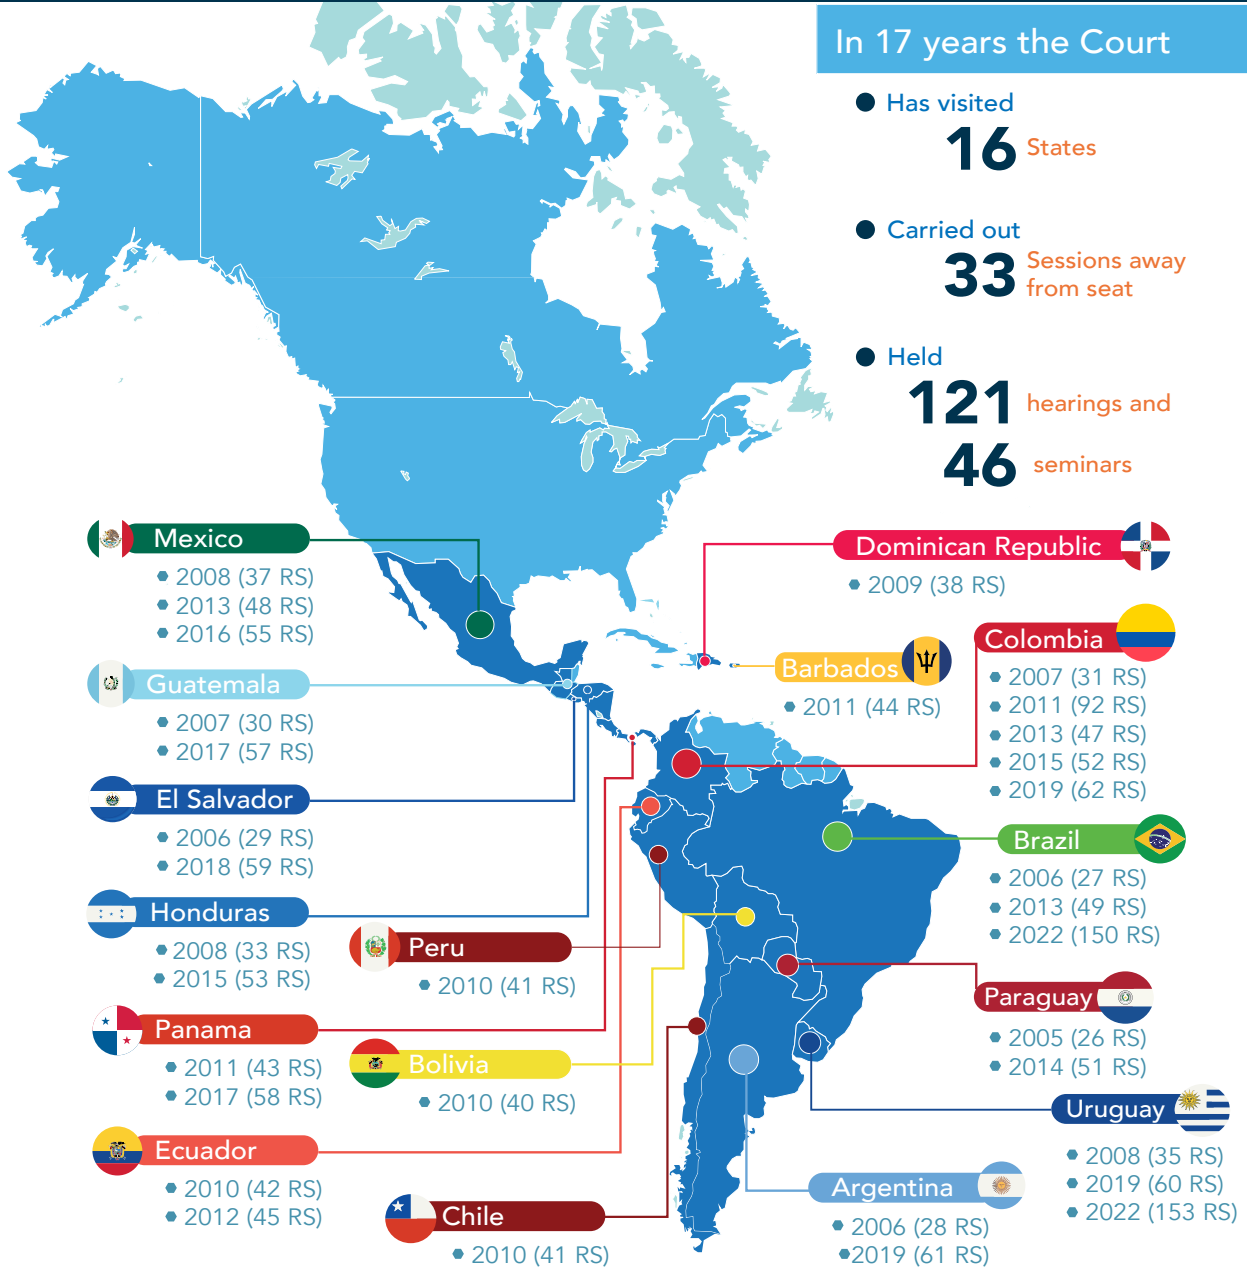 In 17 years the Court
Has visited
16 States
Carried out
33 Sessions away
from seat
Held
121 hearings and
46 seminars
Mexico
2008 (37 RS)
2013 (48 RS)
2016 (55 RS)
Guatemala
2007 (30 RS)
2017 (57 RS)
El Salvador
2006 (29 RS)
2018 (59 RS)
Honduras
2008 (33 RS)
2015 (53 RS)
Panama
2011 (43 RS)
2017 (58 RS)
Ecuador
2010 (42 RS)
2012 (45 RS)
Peru
2010 (41 RS)
Bolivia
2010 (40 RS)
Chile
2010 (41 RS)
Dominican Republic
2009 (38 RS)
Barbados
2011 (44 RS)
Colombia
2007 (31 RS)
2011 (92 RS)
2013 (47 RS)
2015 (52 RS)
2019 (62 RS)
Brazil
2006 (27 RS)
2013 (49 RS)
2022 (150 RS)
Paraguay
2005 (26 RS)
2014 (51 RS)
Uruguay
2008 (35 RS)
2019 (60 RS)
2022 (153 RS)
Argentina
2006 (28 RS)
2019 (61 RS)